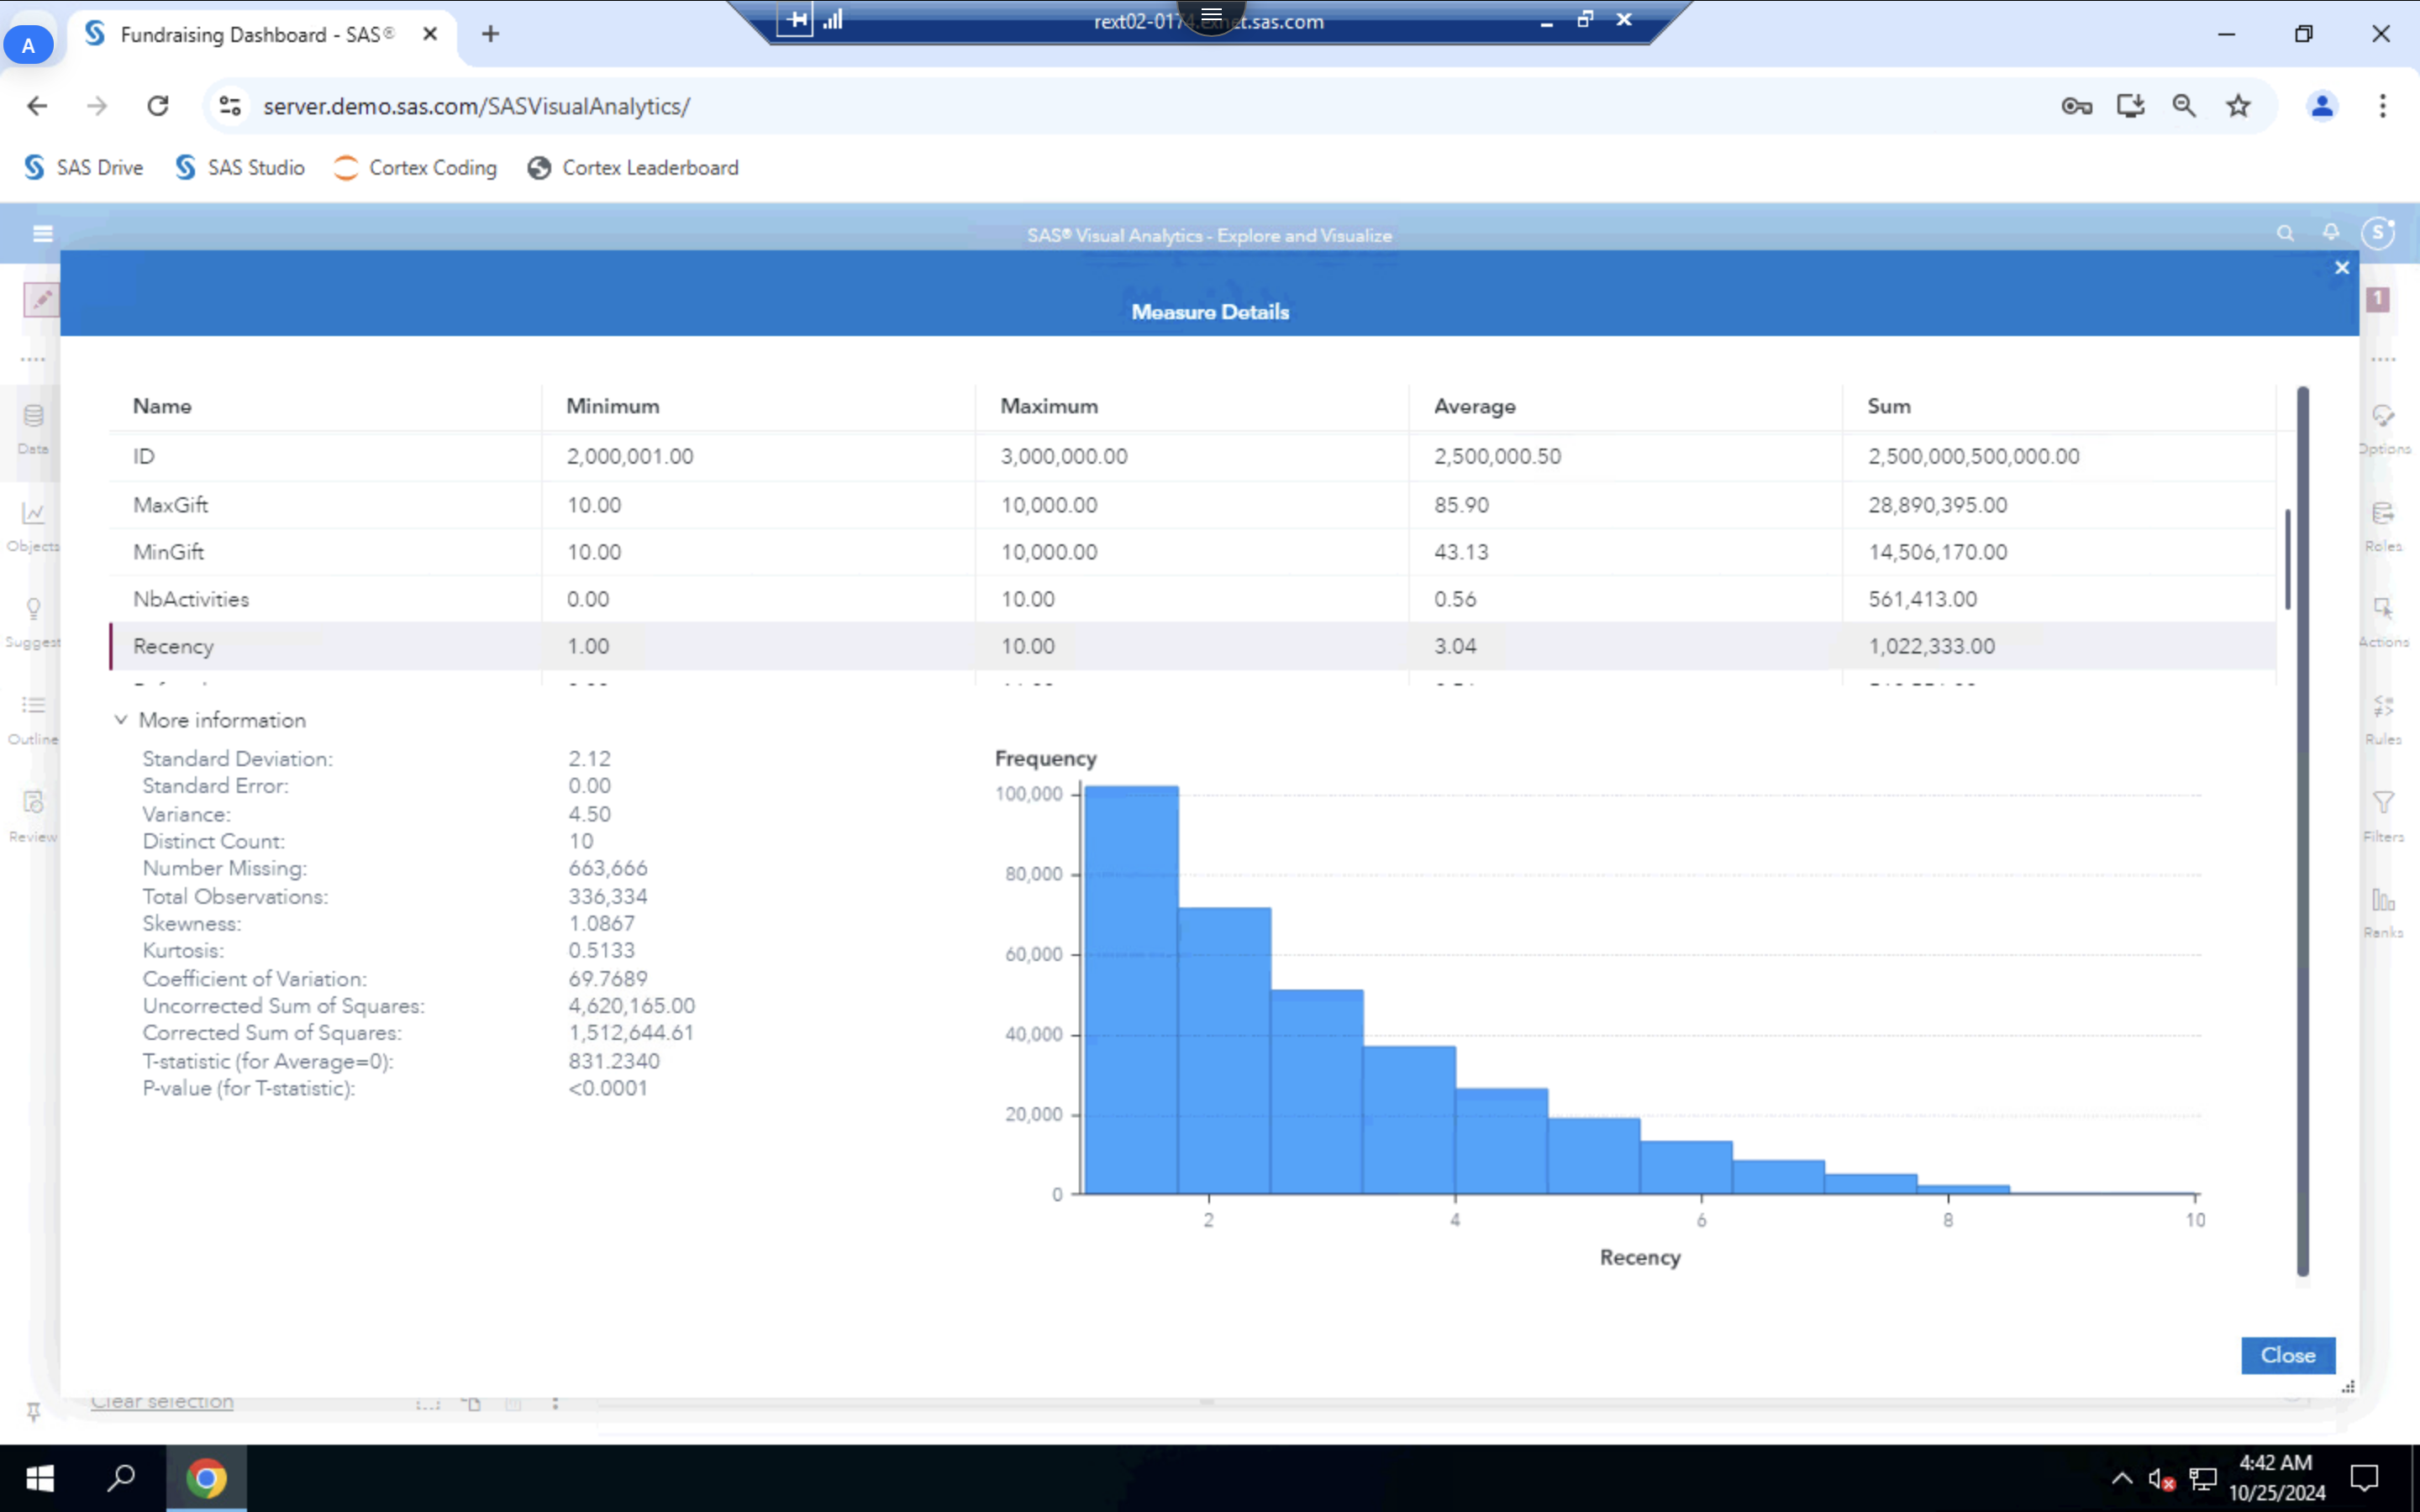 A
Fundraising Dashboard - SAS®
rext02-0174.exnet.sas.com
server.demo.sas.com/SASVisualAnalytics/
SAS Drive
SAS Studio
Cortex Coding
Cortex Leaderboard
SAS® Visual Analytics - Explore and Visualize
S
Measure Details
1
Name Minimum Maximum Average Sum
ID 2,000,001.00 3,000,000.00 2,500,000.50 2,500,000,500,000.00
MaxGift 10.00 10,000.00 85.90 28,890,395.00
MinGift 10.00 10,000.00 43.13 14,506,170.00
NbActivities 0.00 10.00 0.56 561,413.00
Recency 1.00 10.00 3.04 1,022,333.00
Data
Objects
Suggest
Outline
Review
More information
Standard Deviation: 2.12
Standard Error: 0.00
Variance: 4.50
Distinct Count: 10
Number Missing: 663,666
Total Observations: 336,334
Skewness: 1.0867
Kurtosis: 0.5133
Coefficient of Variation: 69.7689
Uncorrected Sum of Squares: 4,620,165.00
Corrected Sum of Squares: 1,512,644.61
T-statistic (for Average=0): 831.2340
P-value (for T-statistic): <0.0001
Frequency
100,000
80,000
60,000
40,000
20,000
0
2 4 6 8 10
Recency
Options
Roles
Actions
Rules
Filters
Ranks
Close
Clear selection
4:42 AM
10/25/2024